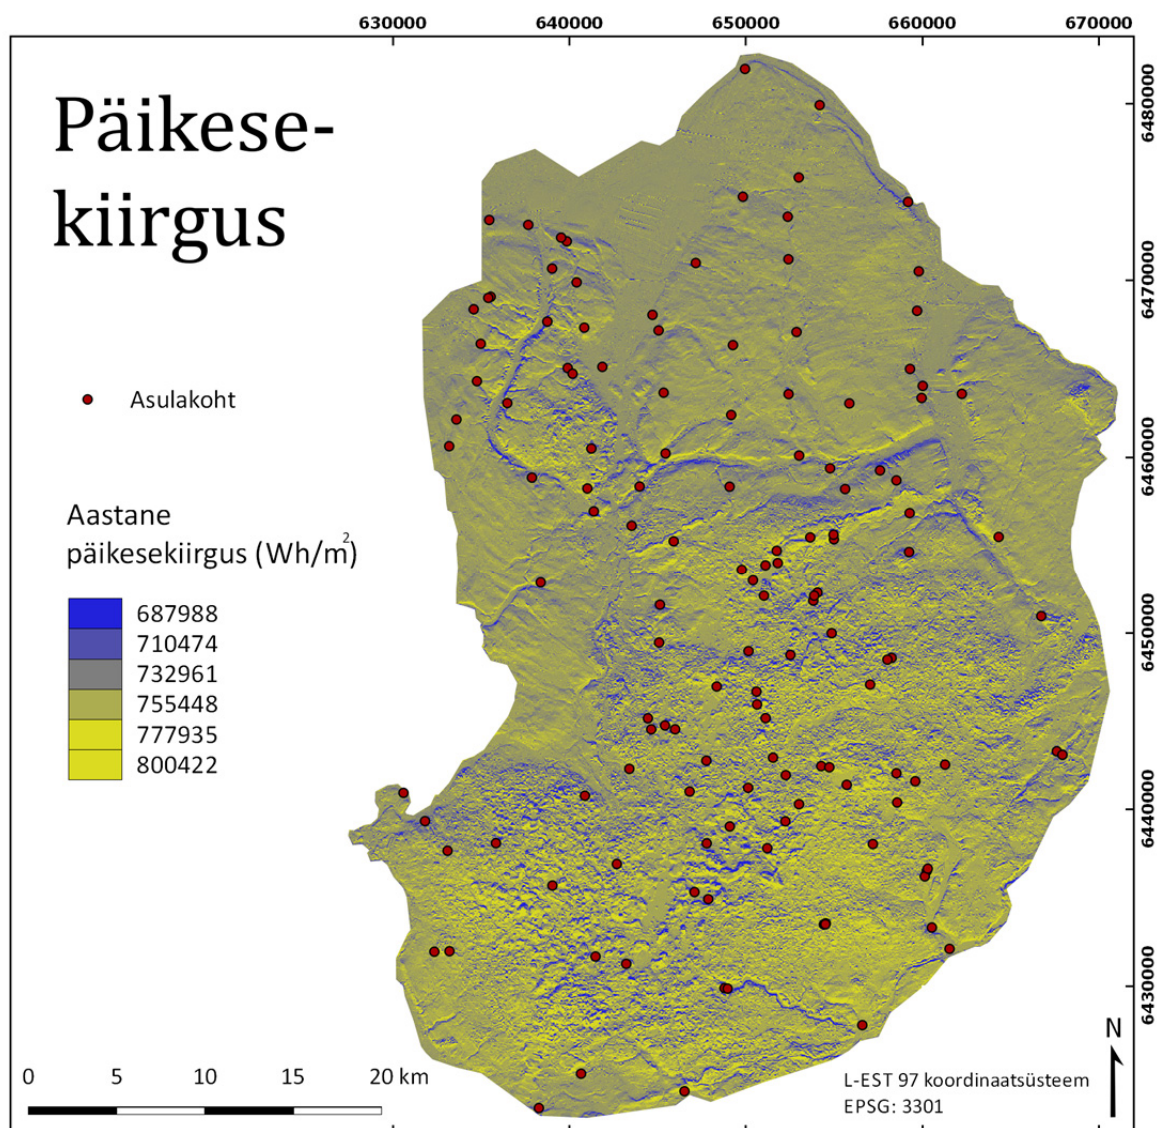 630000 640000 650000 660000 670000
Päikese-
kiirgus
Asulakoht
Aastane
päikesekiirgus (Wh/m²)
687988
710474
732961
755448
777935
800422
6480000
6470000
6460000
6450000
6440000
6430000
0 5 10 15 20 km
N
L-EST 97 koordinaatsüsteem
EPSG: 3301